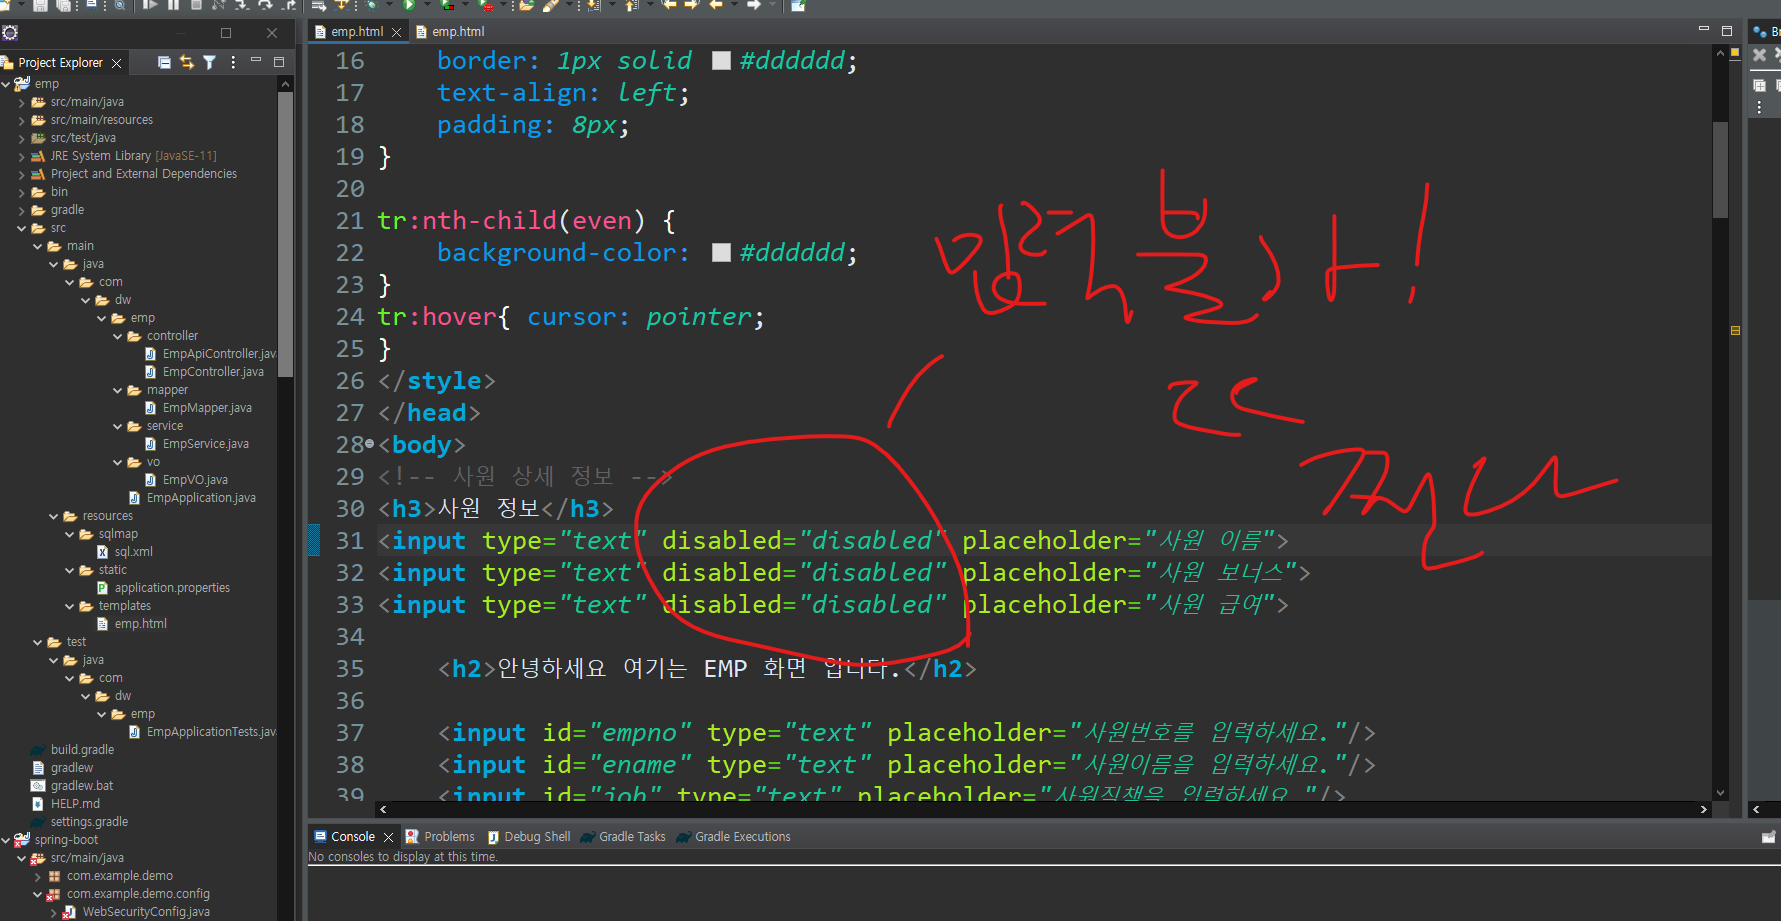 emp.html
emp.html
Project Explorer
emp
src/main/java
src/main/resources
src/test/java
JRE System Library [JavaSE-11]
Project and External Dependencies
bin
gradle
src
main
java
com
dw
emp
controller
EmpApiController.jav
EmpController.java
mapper
EmpMapper.java
service
EmpService.java
vo
EmpVO.java
EmpApplication.java
resources
sqlmap
sql.xml
static
application.properties
templates
emp.html
test
java
com
dw
emp
EmpApplicationTests.jav
build.gradle
gradlew
gradlew.bat
HELP.md
settings.gradle
spring-boot
src/main/java
com.example.demo
com.example.demo.config
WebSecurityConfig.java
16 border: 1px solid #dddddd;
17 text-align: left;
18 padding: 8px;
19 }
20
21 tr:nth-child(even) {
22 background-color: #dddddd;
23 }
24 tr:hover{ cursor: pointer;
25 }
26 </style>
27 </head>
28 <body>
29 <!-- 사원 상세 정보 -->
30 <h3>사원 정보</h3>
31 <input type="text" disabled="disabled" placeholder="사원 이름">
32 <input type="text" disabled="disabled" placeholder="사원 보너스">
33 <input type="text" disabled="disabled" placeholder="사원 급여">
34
35 <h2>안녕하세요 여기는 EMP 화면 입니다.</h2>
36
37 <input id="empno" type="text" placeholder="사원번호를 입력하세요."/>
38 <input id="ename" type="text" placeholder="사원이름을 입력하세요."/>
39 <input id="job" type="text" placeholder="사원직책을 입력하세요."/>
Br
Console
Problems
Debug Shell
Gradle Tasks
Gradle Executions
No consoles to display at this time.